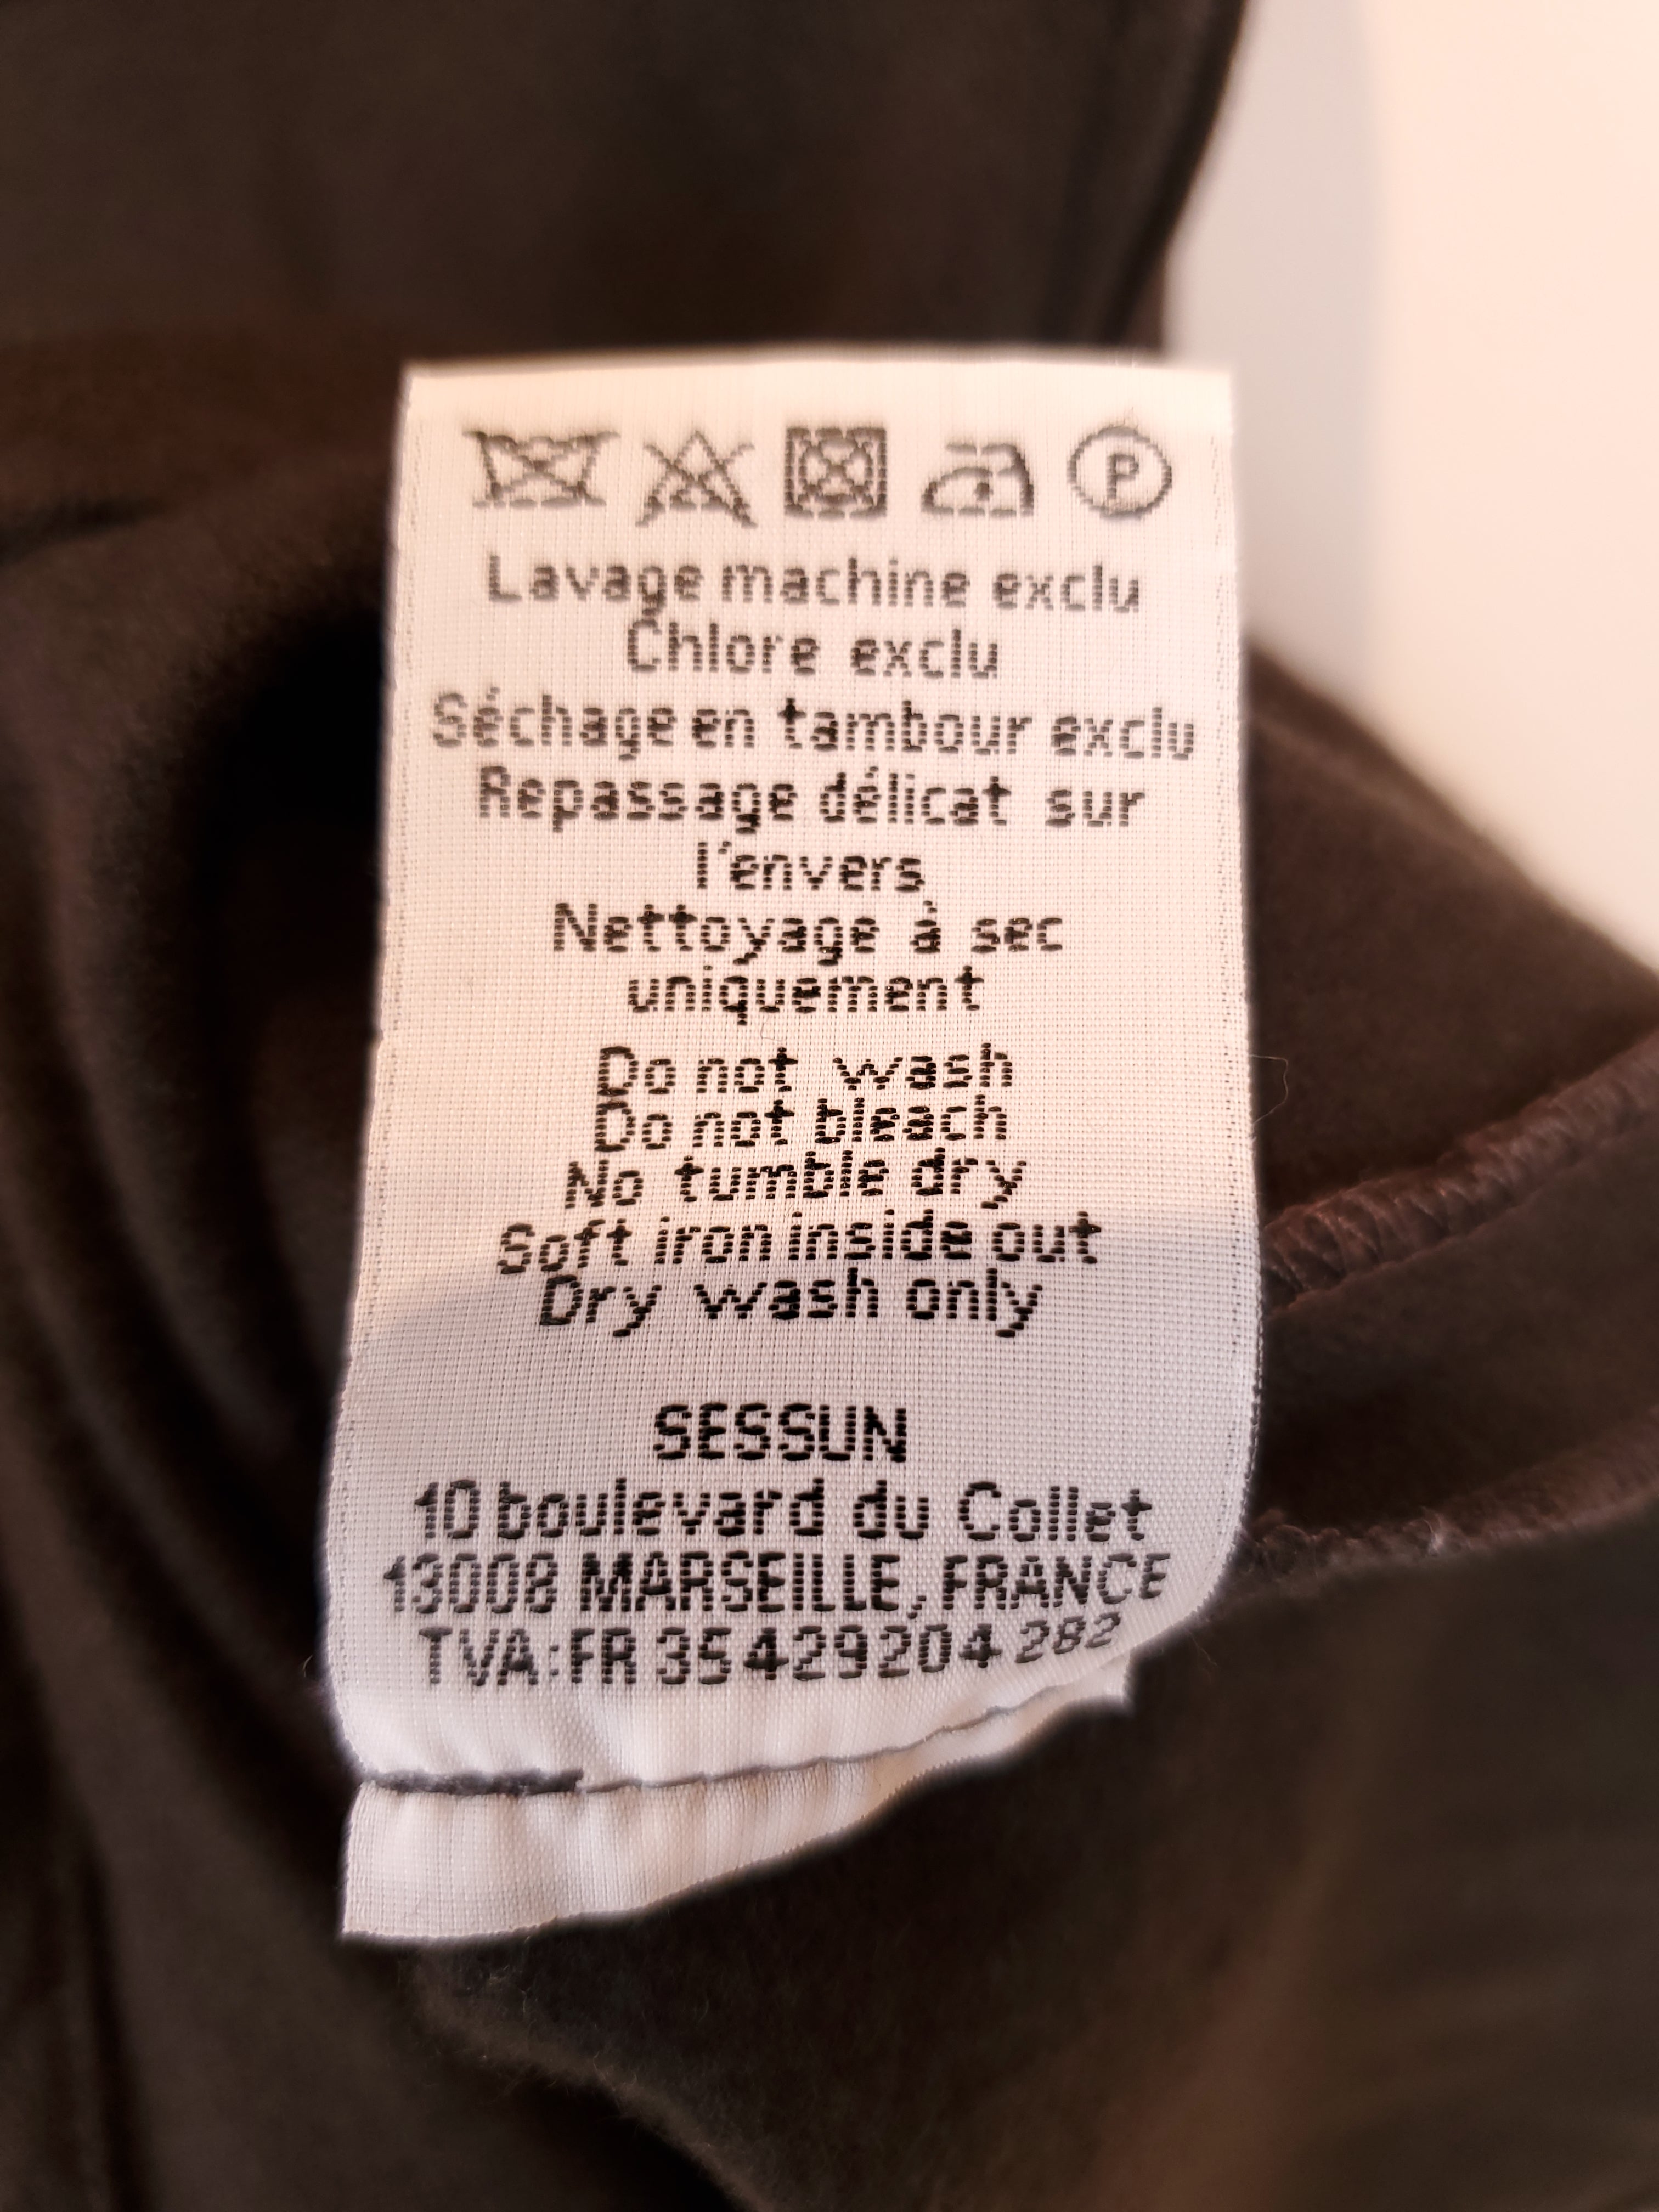 P
Lavage machine exclu
Chlore exclu
Séchage en tambour exclu
Repassage délicat sur
l'envers
Nettoyage à sec
uniquement
Do not wash
Do not bleach
No tumble dry
Soft iron inside out
Dry wash only
SESSUN
10 boulevard du Collet
13008 MARSEILLE, FRANCE
TVA:FR 35 429204 282